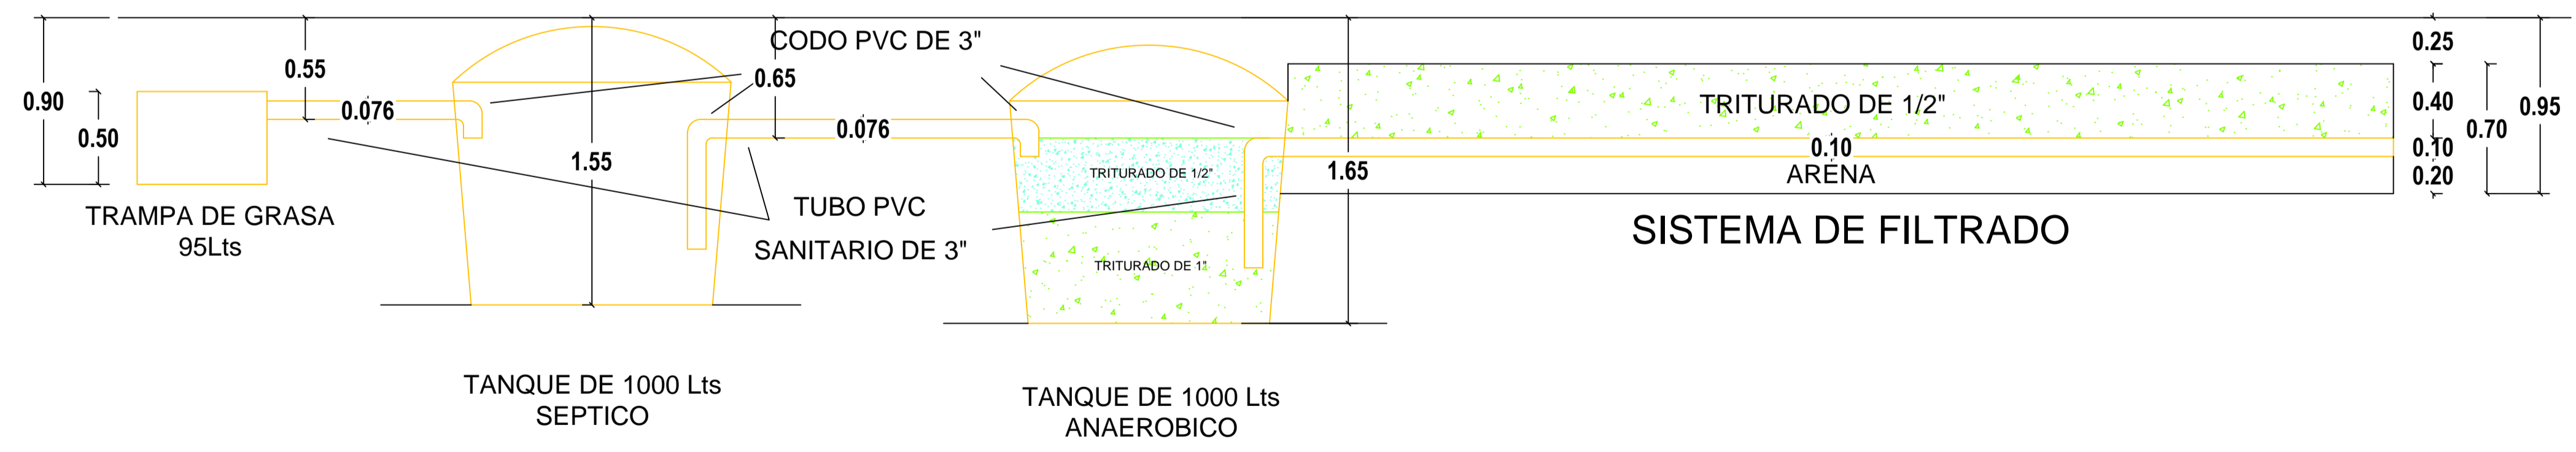 0.90
0.50
TRAMPA DE GRASA
95Lts
0.55
0.076
1.55
TANQUE DE 1000 Lts
SEPTICO
CODO PVC DE 3"
0.65
0.076
TUBO PVC
SANITARIO DE 3"
TRITURADO DE 1/2"
TRITURADO DE 1"
1.65
TANQUE DE 1000 Lts
ANAEROBICO
TRITURADO DE 1/2"
0.10
ARENA
SISTEMA DE FILTRADO
0.25
0.40
0.10
0.20
0.70
0.95